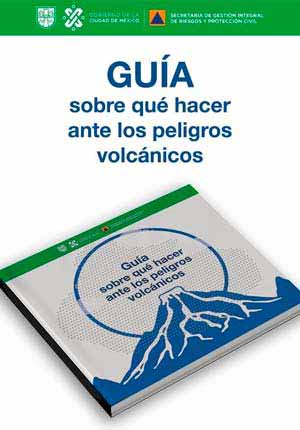 GOBIERNO DE LA
CIUDAD DE MÉXICO
SECRETARÍA DE GESTIÓN INTEGRAL
DE RIESGOS Y PROTECCIÓN CIVIL
GUÍA
sobre qué hacer
ante los peligros
volcánicos
Guía
sobre qué hacer
ante los peligros
volcánicos